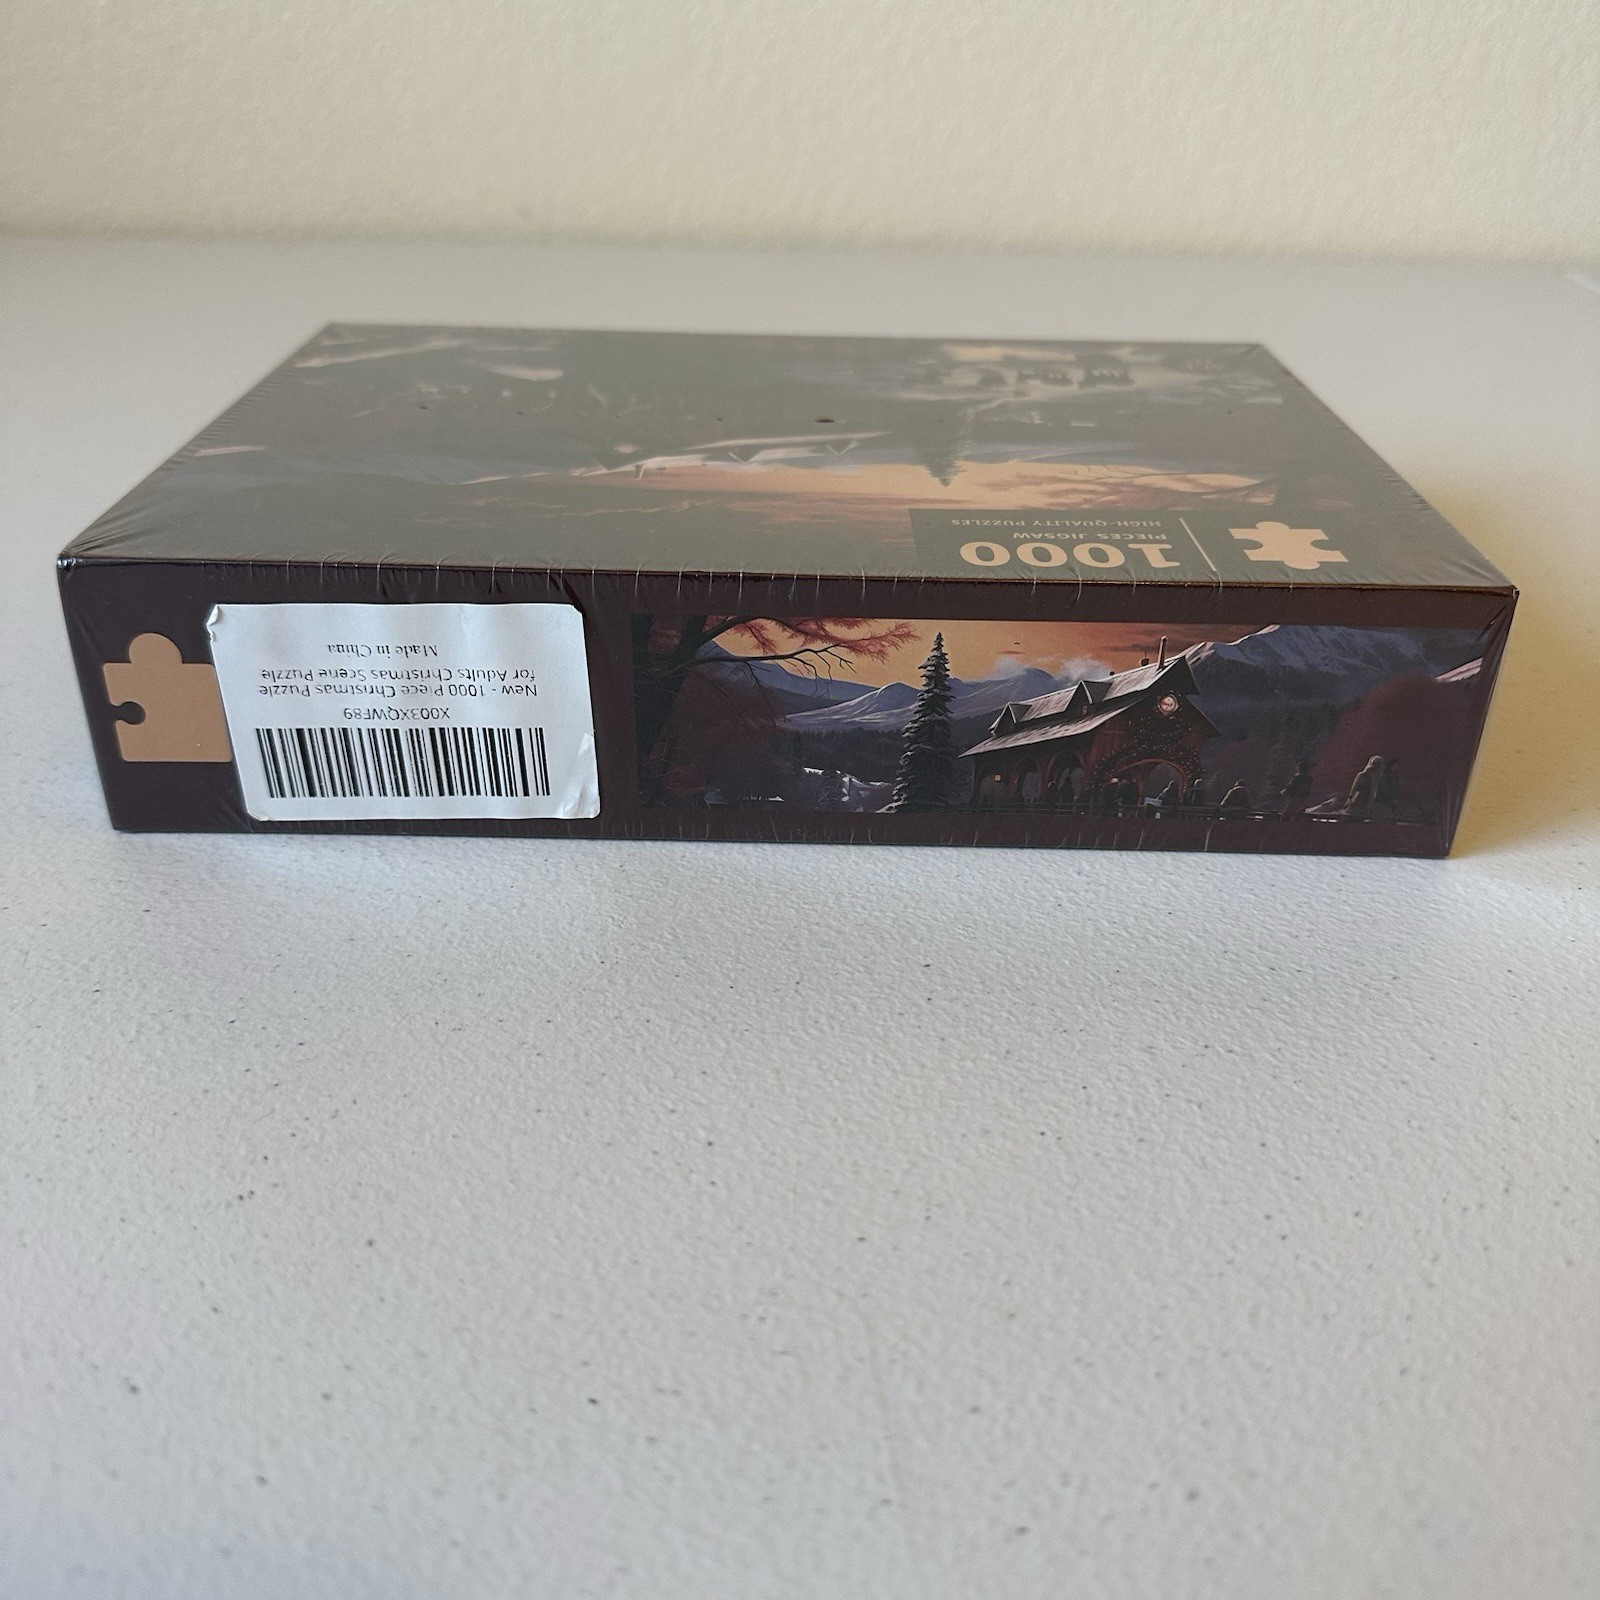 1000
PIECES JIGSAW
HIGH-QUALITY PUZZLES
X003XQWF89
New - 1000 Piece Christmas Puzzle
for Adults Christmas Scene Puzzle
Made in China